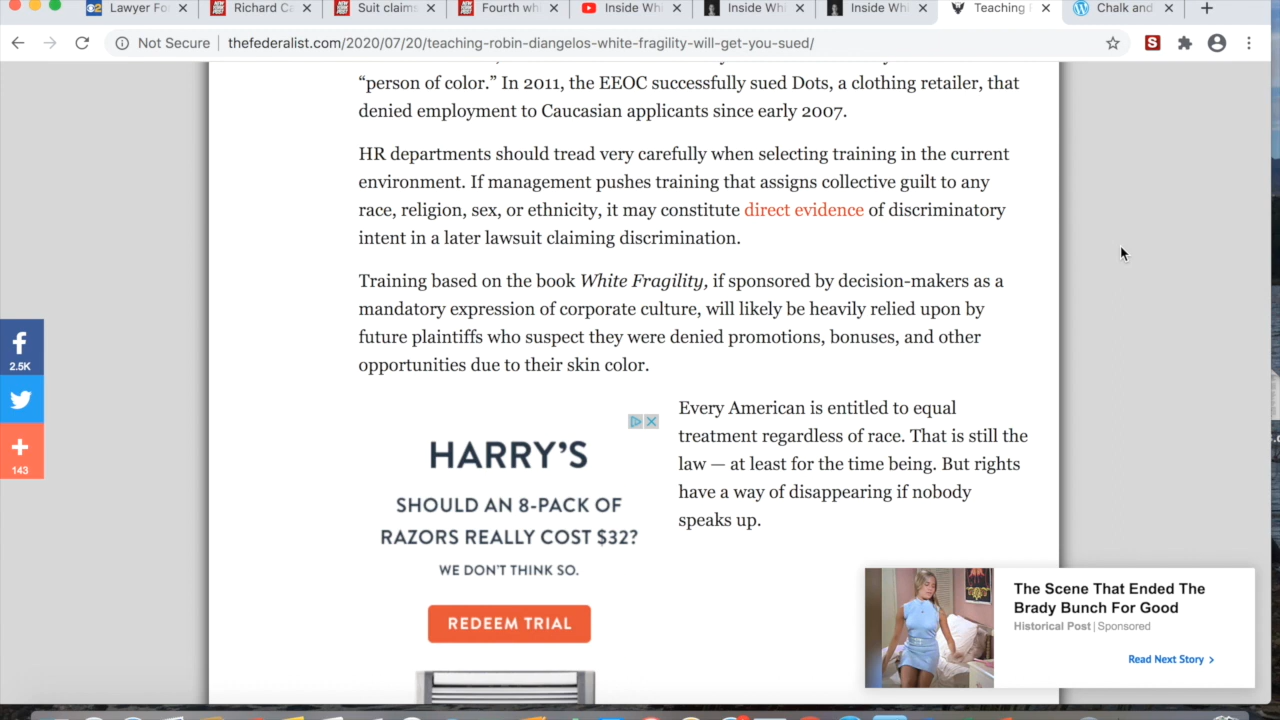 Lawyer Fo
Richard Ca
Suit claims
Fourth whi
Inside Whi
Inside Whi
Inside Whi
Teaching
Chalk and
Not Secure
thefederalist.com/2020/07/20/teaching-robin-diangelos-white-fragility-will-get-you-sued/
“person of color.” In 2011, the EEOC successfully sued Dots, a clothing retailer, that
denied employment to Caucasian applicants since early 2007.
HR departments should tread very carefully when selecting training in the current
environment. If management pushes training that assigns collective guilt to any
race, religion, sex, or ethnicity, it may constitute direct evidence of discriminatory
intent in a later lawsuit claiming discrimination.
Training based on the book White Fragility, if sponsored by decision-makers as a
mandatory expression of corporate culture, will likely be heavily relied upon by
future plaintiffs who suspect they were denied promotions, bonuses, and other
opportunities due to their skin color.
2.5K
143
Every American is entitled to equal
treatment regardless of race. That is still the
law — at least for the time being. But rights
have a way of disappearing if nobody
speaks up.
HARRY’S
SHOULD AN 8-PACK OF
RAZORS REALLY COST $32?
WE DON’T THINK SO.
REDEEM TRIAL
The Scene That Ended The
Brady Bunch For Good
Historical Post | Sponsored
Read Next Story